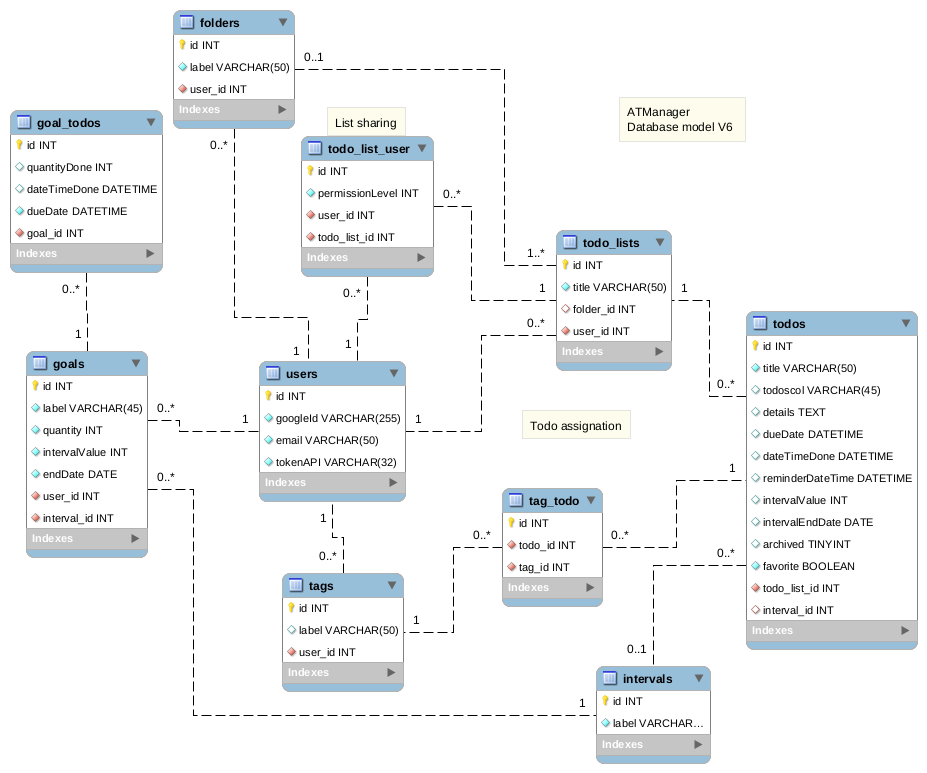 folders
id INT
label VARCHAR(50)
user_id INT
Indexes
0..1
0..*
ATManager
Database model V6
List sharing
goal_todos
id INT
quantityDone INT
dateTimeDone DATETIME
dueDate DATETIME
goal_id INT
Indexes
0..*
1
todo_list_user
id INT
permissionLevel INT
user_id INT
todo_list_id INT
Indexes
0..*
0..*
1
1
todo_lists
id INT
title VARCHAR(50)
folder_id INT
user_id INT
Indexes
1..*
1
0..*
1
0..*
todos
id INT
title VARCHAR(50)
todoscol VARCHAR(45)
details TEXT
dueDate DATETIME
dateTimeDone DATETIME
reminderDateTime DATETIME
intervalValue INT
intervalEndDate DATE
archived TINYINT
favorite BOOLEAN
todo_list_id INT
interval_id INT
Indexes
1
0..*
goals
id INT
label VARCHAR(45)
quantity INT
intervalValue INT
endDate DATE
user_id INT
interval_id INT
Indexes
0..*
1
0..*
users
id INT
googleId VARCHAR(255)
email VARCHAR(50)
tokenAPI VARCHAR(32)
Indexes
1
1
0..*
Todo assignation
tag_todo
id INT
todo_id INT
tag_id INT
Indexes
0..*
0..*
tags
id INT
label VARCHAR(50)
user_id INT
Indexes
1
0..1
1
intervals
id INT
label VARCHAR...
Indexes